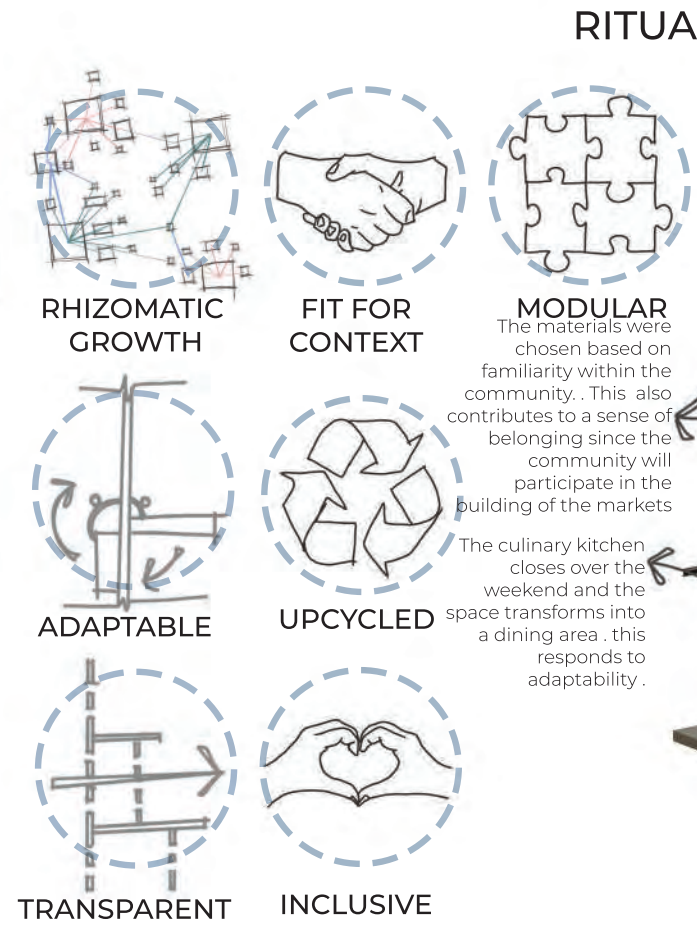 RITUA
RHIZOMATIC
GROWTH
FIT FOR
CONTEXT
MODULAR
The materials were
chosen based on
familiarity within the
community. . This also
contributes to a sense of
belonging since the
community will
participate in the
building of the markets
The culinary kitchen
closes over the
weekend and the
space transforms into
a dining area . this
responds to
adaptability .
ADAPTABLE
UPCYCLED
TRANSPARENT
INCLUSIVE